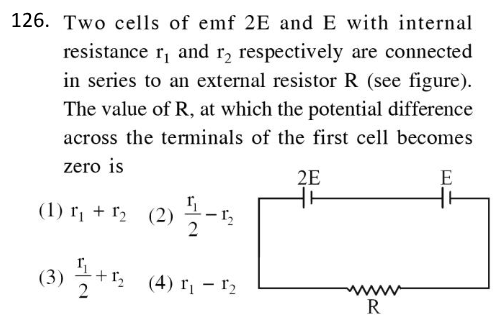 126. Two cells of emf 2E and E with internal
resistance r₁ and r₂ respectively are connected
in series to an external resistor R (see figure).
The value of R, at which the potential difference
across the terminals of the first cell becomes
zero is
(1) r₁ + r₂ (2) r₁/2 − r₂
(3) r₁/2 + r₂ (4) r₁ − r₂
2E E
R